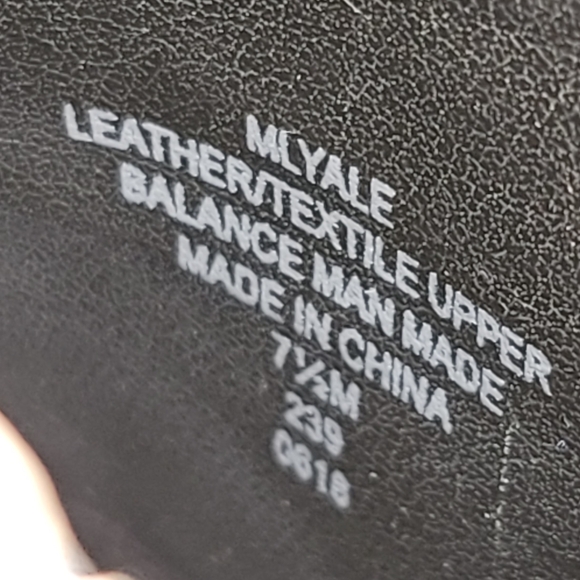 MLYALE
LEATHER/TEXTILE UPPER
BALANCE MAN MADE
MADE IN CHINA
7½M
239
0618